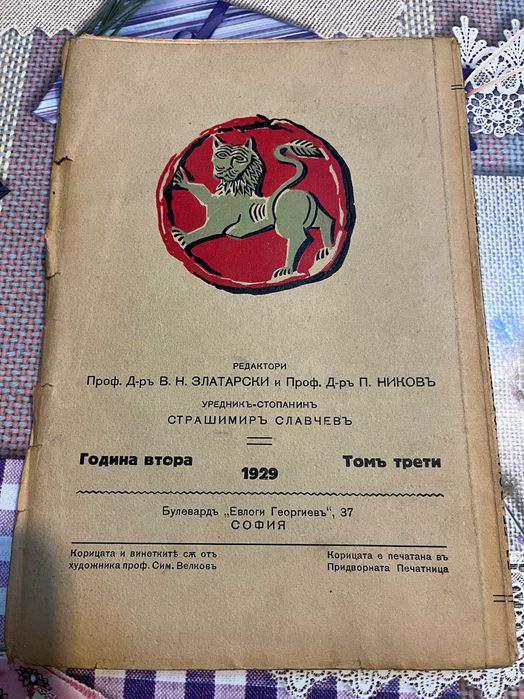 РЕДАКТОРИ
Проф. Д-ръ В. Н. ЗЛАТАРСКИ и Проф. Д-ръ П. НИКОВЪ
УРЕДНИКЪ-СТОПАНИНЪ
СТРАШИМИРЪ СЛАВЧЕВЪ
Година втора 1929 Томъ трети
Булевардъ „Евлоги Георгиевъ", 37
СОФИЯ
Корицата и винеткитѣ сѫ отъ
художника проф. Сим. Велковъ
Корицата е печатана въ
Придворната Печатница